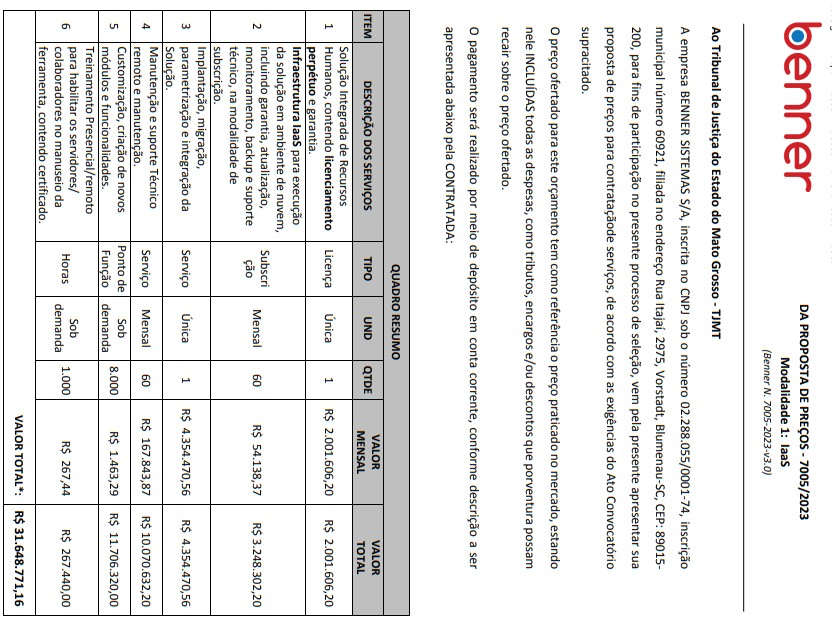 benner
DA PROPOSTA DE PREÇOS - 7005/2023
Modalidade 1: IaaS
(Benner N. 7005-2023-v3.0)
Ao Tribunal de Justiça do Estado do Mato Grosso - TJMT
A empresa BENNER SISTEMAS S/A, inscrita no CNPJ sob o número 02.288.055/0001-74, inscrição
municipal número 60921, filiada no endereço Rua Itajaí, 2975, Vorstadt, Blumenau-SC, CEP: 89015-
200, para fins de participação no presente processo de seleção, vem pela presente apresentar sua
proposta de preços para contrataçãode serviços, de acordo com as exigências do Ato Convocatório
supracitado.
O preço ofertado para este orçamento tem como referência o preço praticado no mercado, estando
nele INCLUÍDAS todas as despesas, como tributos, encargos e/ou descontos que porventura possam
recair sobre o preço ofertado.
O pagamento será realizado por meio de depósito em conta corrente, conforme descrição a ser
apresentada abaixo pela CONTRATADA:
QUADRO RESUMO
ITEM DESCRIÇÃO DOS SERVIÇOS TIPO UND QTDE VALOR MENSAL VALOR TOTAL
1 Solução Integrada de Recursos
Humanos, contendo licenciamento
perpétuo e garantia. Licença Única 1 R$ 2.001.606,20 R$ 2.001.606,20
2 Infraestrutura IaaS para execução
da solução em ambiente de nuvem,
incluindo garantia, atualização,
monitoramento, backup e suporte
técnico, na modalidade de
subscrição. Subscri
ção Mensal 60 R$ 54.138,37 R$ 3.248.302,20
3 Implantação, migração,
parametrização e integração da
Solução. Serviço Única 1 R$ 4.354.470,56 R$ 4.354.470,56
4 Manutenção e suporte Técnico
remoto e manutenção. Serviço Mensal 60 R$ 167.843,87 R$ 10.070.632,20
5 Customização, criação de novos
módulos e funcionalidades. Ponto de
Função Sob
demanda 8.000 R$ 1.463,29 R$ 11.706.320,00
6 Treinamento Presencial/remoto
para habilitar os servidores/
colaboradores no manuseio da
ferramenta, contendo certificado. Horas Sob
demanda 1.000 R$ 267,44 R$ 267.440,00
VALOR TOTAL*: R$ 31.648.771,16